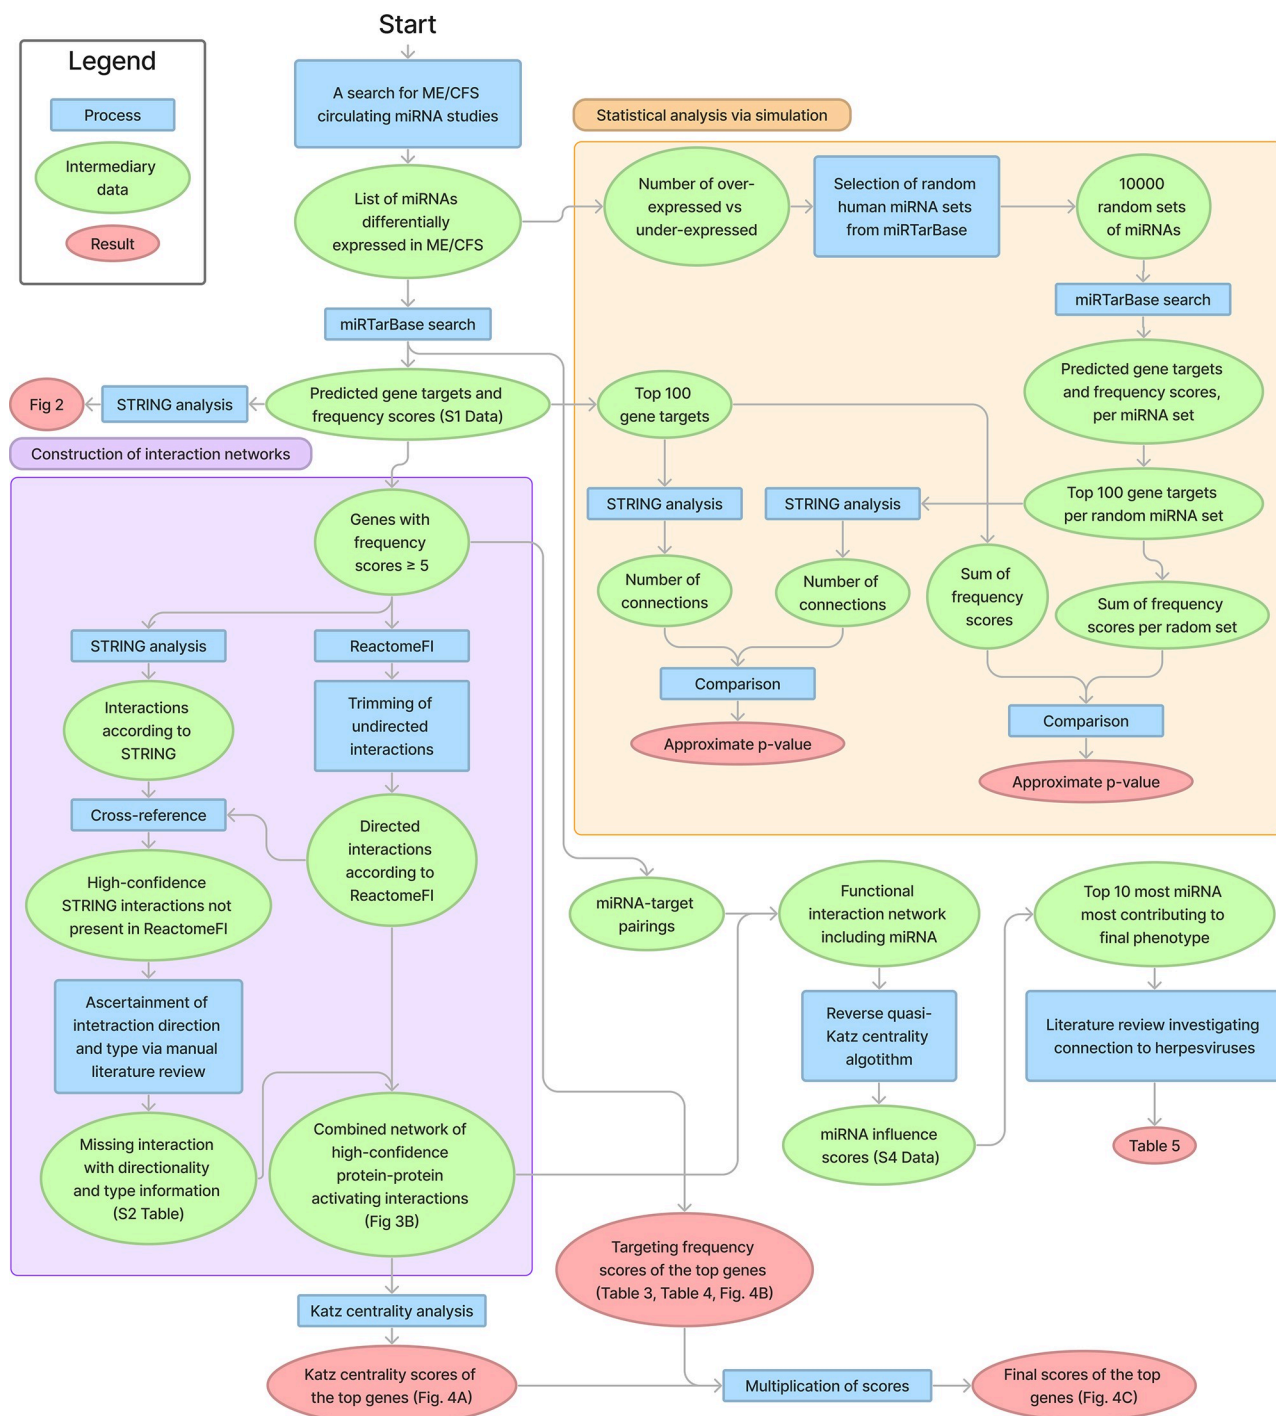 Start
Legend
Process
Intermediary
data
Result
A search for ME/CFS
circulating miRNA studies
List of miRNAs
differentially
expressed in ME/CFS
miRTarBase search
Predicted gene targets and
frequency scores (S1 Data)
STRING analysis
Fig 2
Statistical analysis via simulation
Number of over-
expressed vs
under-expressed
Selection of random
human miRNA sets
from miRTarBase
10000
random sets
of miRNAs
miRTarBase search
Predicted gene targets
and frequency scores,
per miRNA set
Top 100 gene targets
per random miRNA set
Top 100
gene targets
STRING analysis
STRING analysis
Number of
connections
Number of
connections
Sum of
frequency
scores
Sum of frequency
scores per radom set
Comparison
Approximate p-value
Comparison
Approximate p-value
Construction of interaction networks
Genes with
frequency
scores ≥ 5
STRING analysis
ReactomeFI
Interactions
according to
STRING
Trimming of
undirected
interactions
Cross-reference
Directed
interactions
according to
ReactomeFI
High-confidence
STRING interactions not
present in ReactomeFI
Ascertainment of
intetraction direction
and type via manual
literature review
Missing interaction
with directionality
and type information
(S2 Table)
Combined network of
high-confidence
protein-protein
activating interactions
(Fig 3B)
miRNA-target
pairings
Functional
interaction network
including miRNA
Reverse quasi-
Katz centrality
algotithm
miRNA influence
scores (S4 Data)
Top 10 most miRNA
most contributing to
final phenotype
Literature review investigating
connection to herpesviruses
Table 5
Targeting frequency
scores of the top genes
(Table 3, Table 4, Fig. 4B)
Katz centrality analysis
Katz centrality scores of
the top genes (Fig. 4A)
Multiplication of scores
Final scores of the top
genes (Fig. 4C)